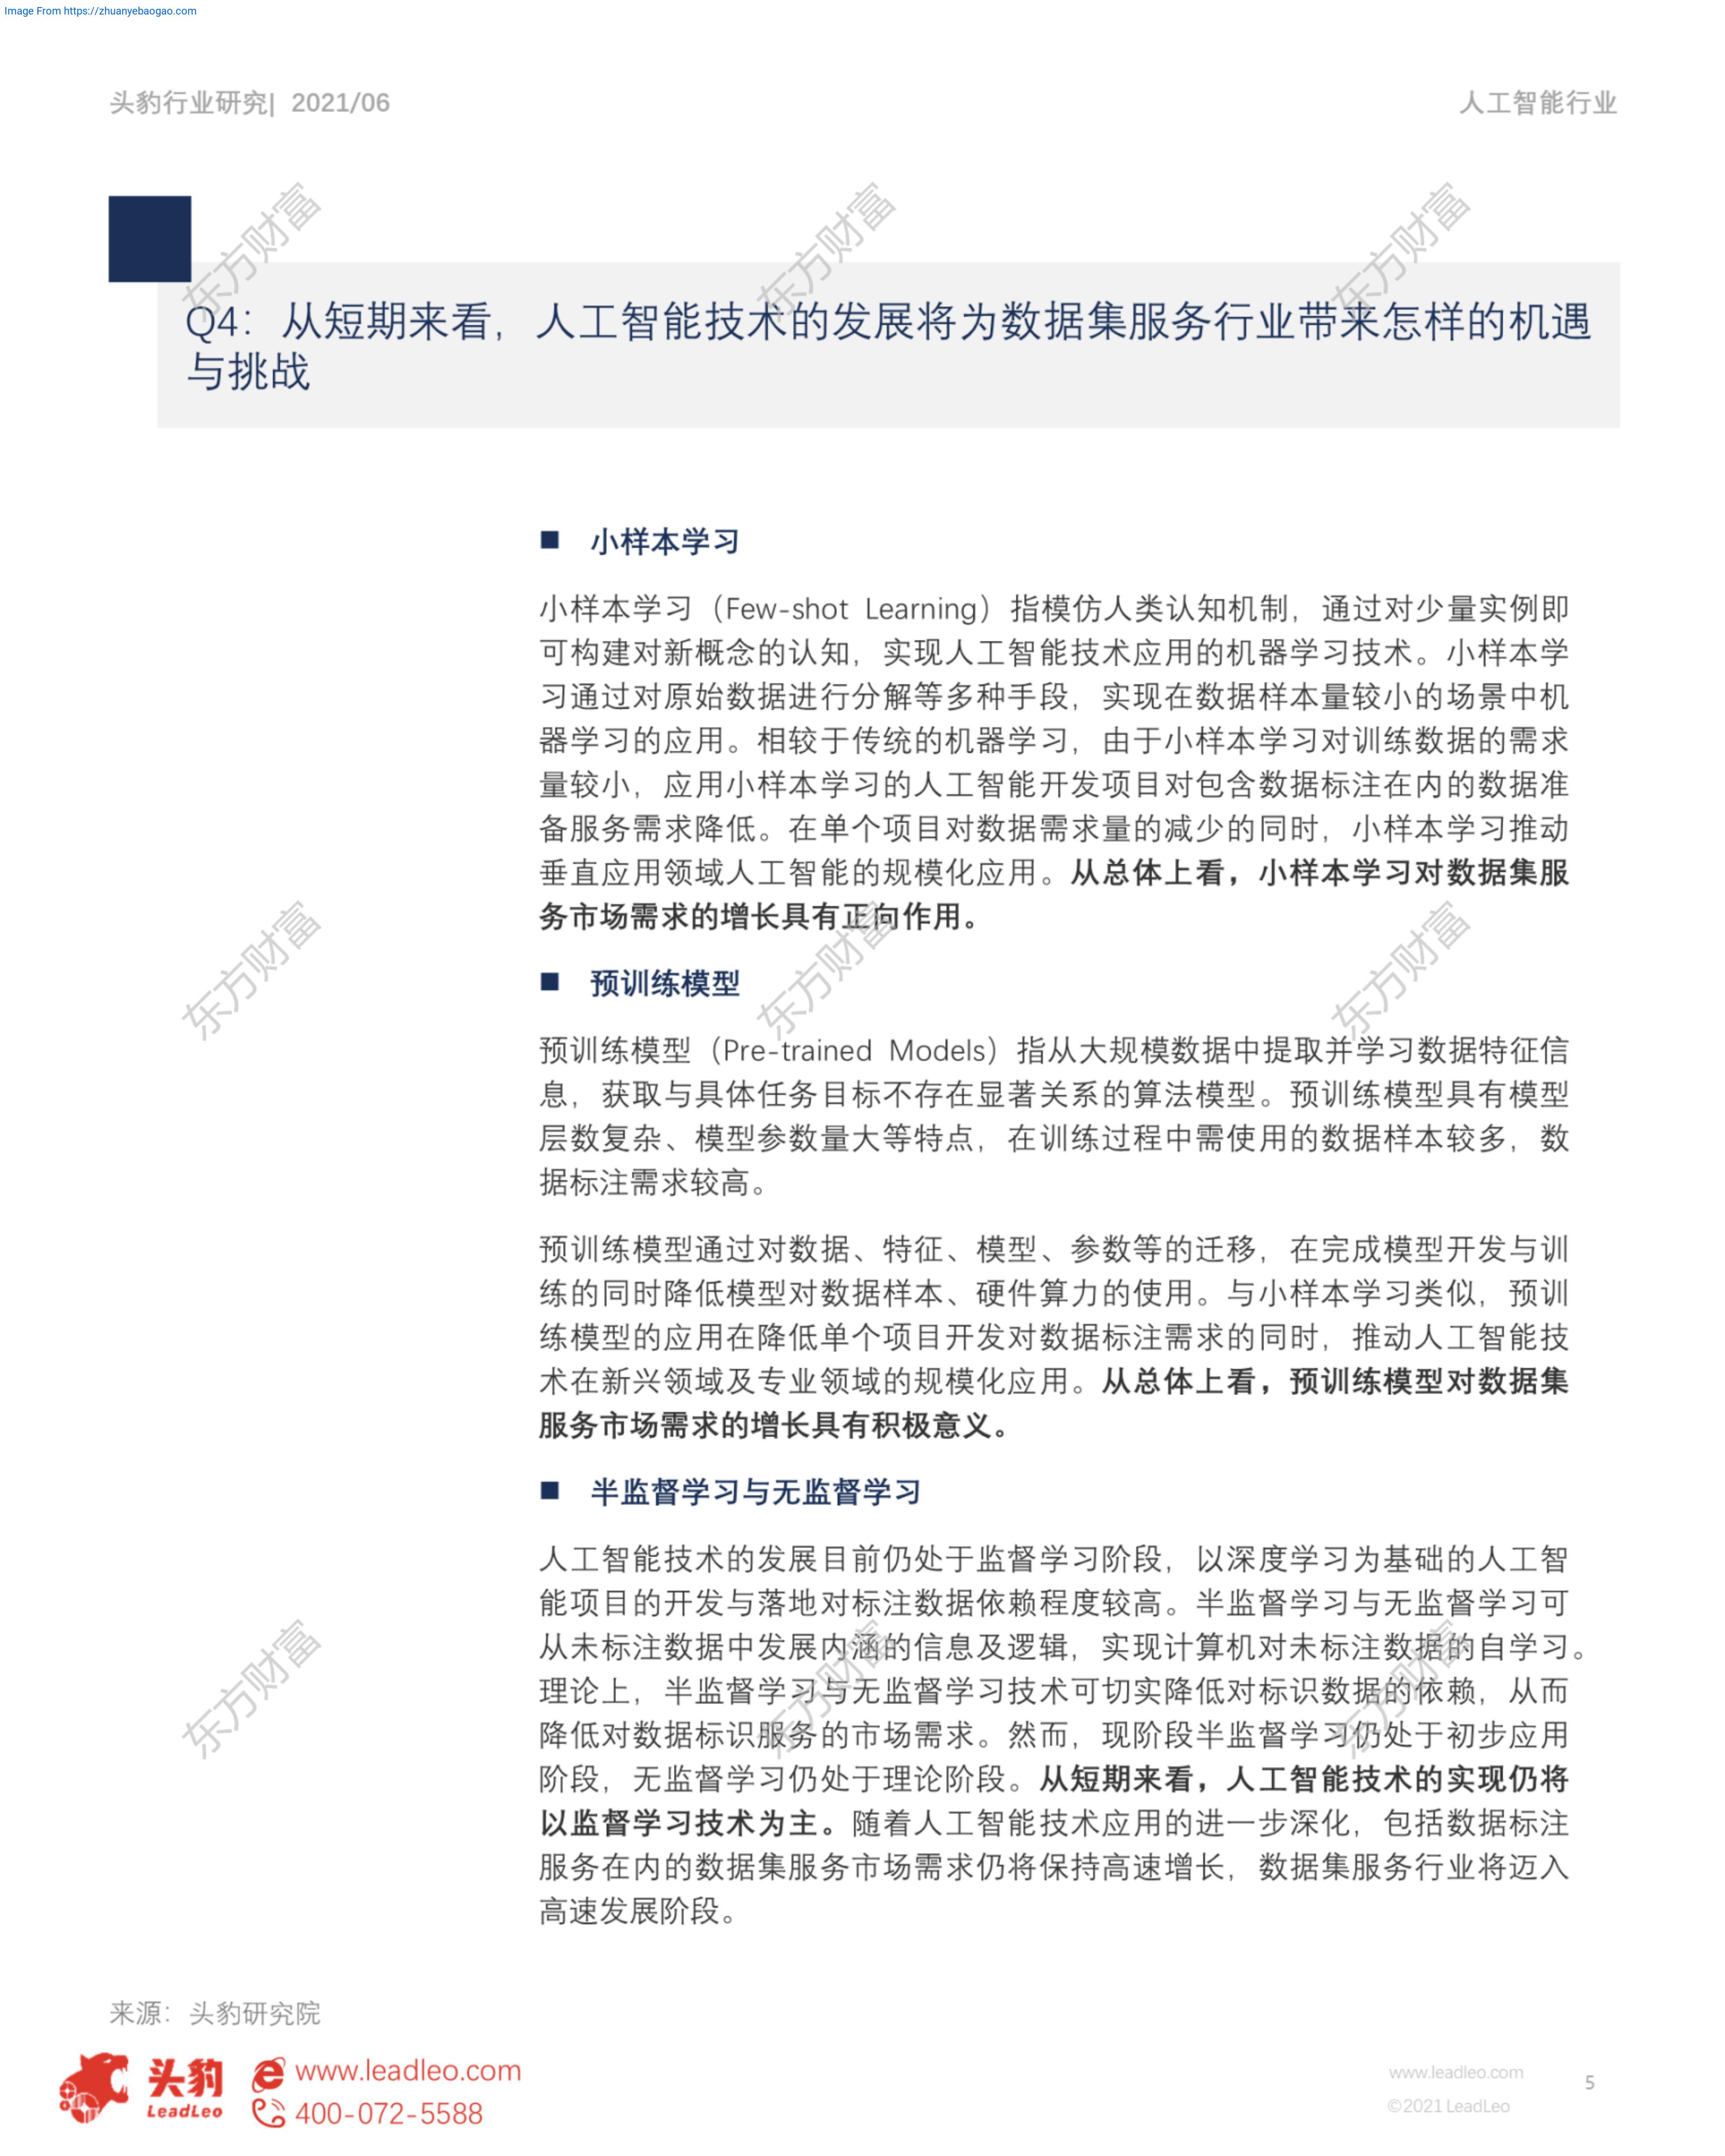 Image From https://zhuanyebaogao.com
头豹行业研究| 2021/06
人工智能行业
Q4：从短期来看，人工智能技术的发展将为数据集服务行业带来怎样的机遇
与挑战
■ 小样本学习
小样本学习（Few-shot Learning）指模仿人类认知机制，通过对少量实例即
可构建对新概念的认知，实现人工智能技术应用的机器学习技术。小样本学
习通过对原始数据进行分解等多种手段，实现在数据样本量较小的场景中机
器学习的应用。相较于传统的机器学习，由于小样本学习对训练数据的需求
量较小，应用小样本学习的人工智能开发项目对包含数据标注在内的数据准
备服务需求降低。在单个项目对数据需求量的减少的同时，小样本学习推动
垂直应用领域人工智能的规模化应用。从总体上看，小样本学习对数据集服
务市场需求的增长具有正向作用。
■ 预训练模型
预训练模型（Pre-trained Models）指从大规模数据中提取并学习数据特征信
息，获取与具体任务目标不存在显著关系的算法模型。预训练模型具有模型
层数复杂、模型参数量大等特点，在训练过程中需使用的数据样本较多，数
据标注需求较高。
预训练模型通过对数据、特征、模型、参数等的迁移，在完成模型开发与训
练的同时降低模型对数据样本、硬件算力的使用。与小样本学习类似，预训
练模型的应用在降低单个项目开发对数据标注需求的同时，推动人工智能技
术在新兴领域及专业领域的规模化应用。从总体上看，预训练模型对数据集
服务市场需求的增长具有积极意义。
■ 半监督学习与无监督学习
人工智能技术的发展目前仍处于监督学习阶段，以深度学习为基础的人工智
能项目的开发与落地对标注数据依赖程度较高。半监督学习与无监督学习可
从未标注数据中发展内涵的信息及逻辑，实现计算机对未标注数据的自学习。
理论上，半监督学习与无监督学习技术可切实降低对标识数据的依赖，从而
降低对数据标识服务的市场需求。然而，现阶段半监督学习仍处于初步应用
阶段，无监督学习仍处于理论阶段。从短期来看，人工智能技术的实现仍将
以监督学习技术为主。随着人工智能技术应用的进一步深化，包括数据标注
服务在内的数据集服务市场需求仍将保持高速增长，数据集服务行业将迈入
高速发展阶段。
来源：头豹研究院
头豹
LeadLeo
www.leadleo.com
400-072-5588
www.leadleo.com
©2021 LeadLeo
5
东方财富
东方财富
东方财富
东方财富
东方财富
东方财富
东方财富
东方财富
东方财富